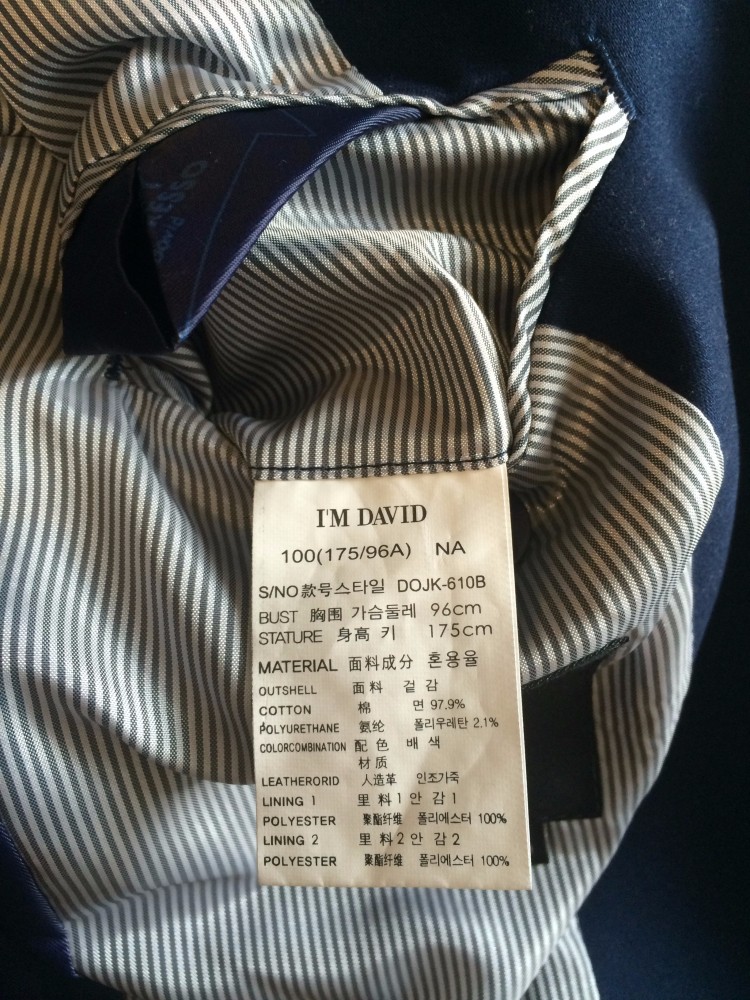 I'M DAVID
100(175/96A) NA
S/NO 款号스타일 DOJK-610B
BUST 胸围 가슴둘레 96cm
STATURE 身高 키 175cm
MATERIAL 面料成分 혼용율
OUTSHELL 面料 겉감
COTTON 棉 면 97.9%
POLYURETHANE 氨纶 폴리우레탄 2.1%
COLORCOMBINATION 配色 배색
材质
LEATHEROID 人造革 인조가죽
LINING 1 里料1 안감1
POLYESTER 聚酯纤维 폴리에스터 100%
LINING 2 里料2 안감2
POLYESTER 聚酯纤维 폴리에스터 100%